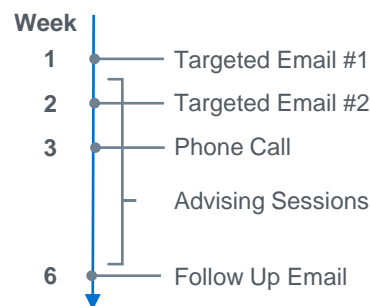 Week
1 Targeted Email #1
2 Targeted Email #2
3 Phone Call
Advising Sessions
6 Follow Up Email